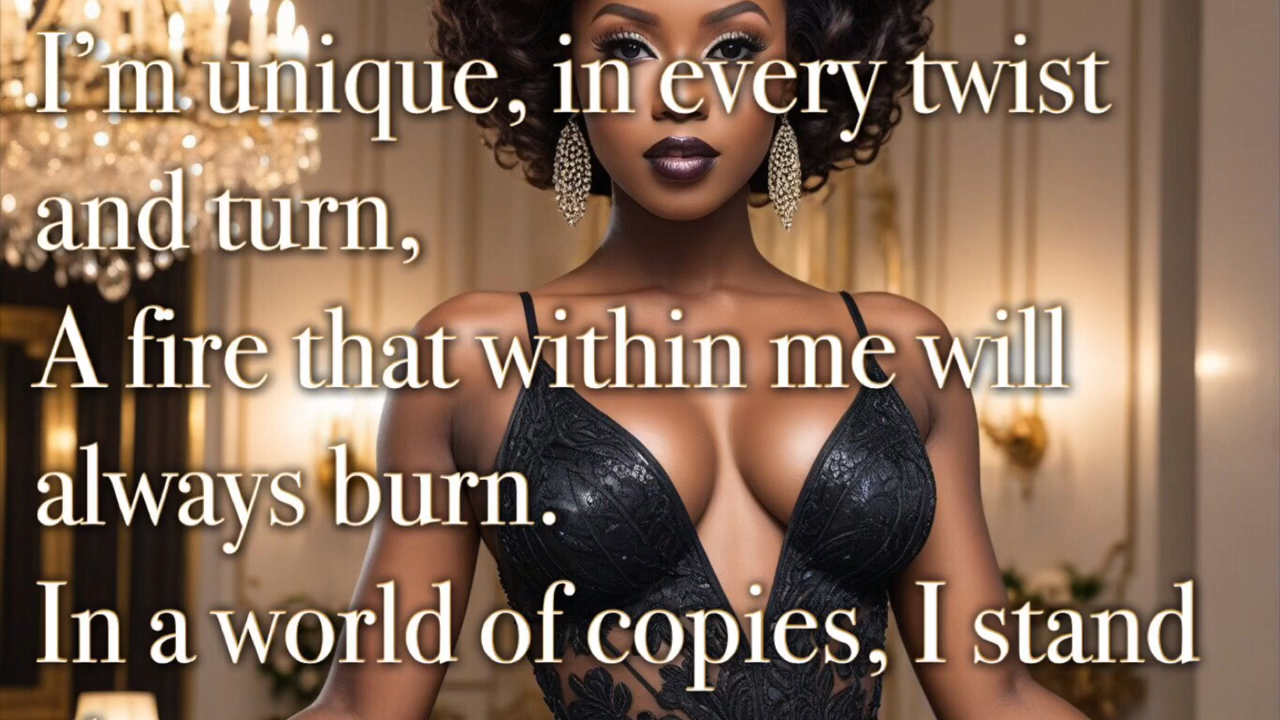 I’m unique, in every twist
and turn,
A fire that within me will
always burn.
In a world of copies, I stand